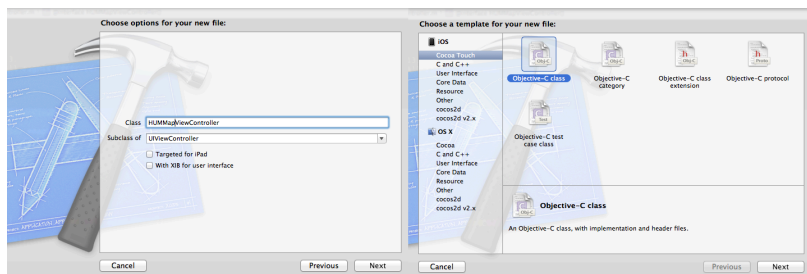 Choose options for your new file:
Class HUMMapViewController
Subclass of UIViewController
Targeted for iPad
With XIB for user interface
Cancel Previous Next
Choose a template for your new file:
iOS
Cocoa Touch
C and C++
User Interface
Core Data
Resource
Other
cocos2d
cocos2d v2.x
OS X
Cocoa
C and C++
User Interface
Core Data
Resource
Other
cocos2d
cocos2d v2.x
Objective-C class
Objective-C
category
Objective-C class
extension
Objective-C protocol
Objective-C test
case class
Objective-C class
An Objective-C class, with implementation and header files.
Cancel Previous Next